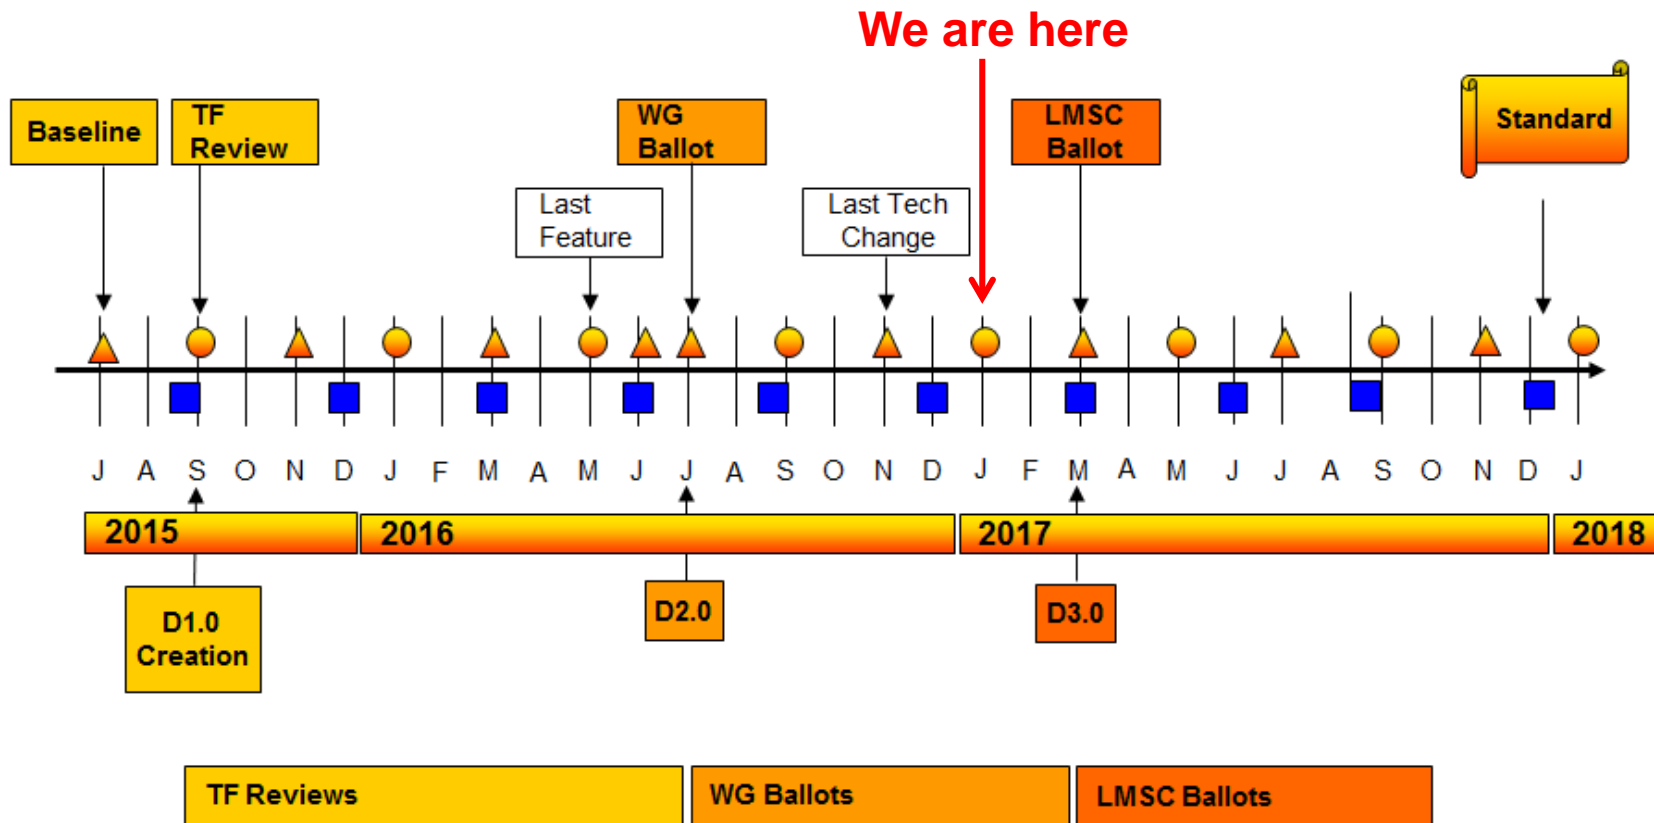 We are here
Baseline
TF
Review
WG
Ballot
LMSC
Ballot
Standard
Last
Feature
Last Tech
Change
J A S O N D J F M A M J J A S O N D J F M A M J J A S O N D J
2015
2016
2017
2018
D1.0
Creation
D2.0
D3.0
TF Reviews
WG Ballots
LMSC Ballots